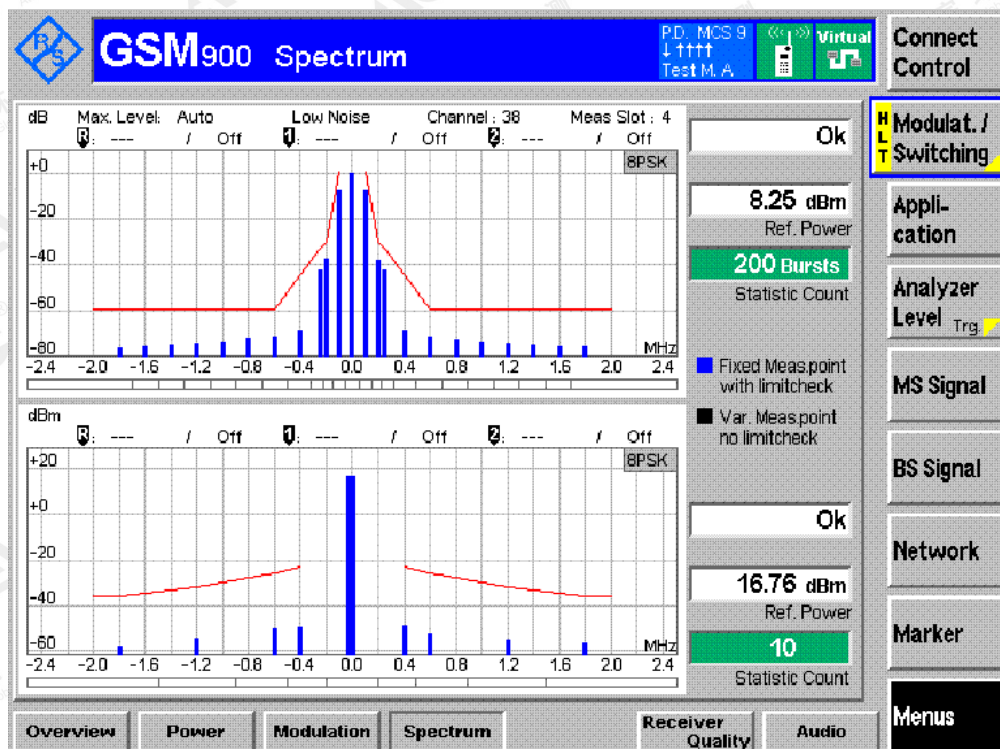 R S
GSM900 Spectrum
P.D. MCS 9
↓ ↑↑↑↑
Test M. A
Virtual
Connect
Control
dB Max. Level: Auto Low Noise Channel : 38 Meas Slot : 4
R: --- / Off 1: --- / Off 2: --- / Off
8PSK
+0
-20
-40
-60
-80
MHz
-2.4 -2.0 -1.6 -1.2 -0.8 -0.4 0.0 0.4 0.8 1.2 1.6 2.0 2.4
Ok
8.25 dBm
Ref. Power
200 Bursts
Statistic Count
Fixed Meas.point
with limitcheck
Var. Meas.point
no limitcheck
dBm
R: --- / Off 1: --- / Off 2: --- / Off
8PSK
+20
+0
-20
-40
-60
MHz
-2.4 -2.0 -1.6 -1.2 -0.8 -0.4 0.0 0.4 0.8 1.2 1.6 2.0 2.4
Ok
16.76 dBm
Ref. Power
10
Statistic Count
HLT
Modulat. /
Switching
Appli-
cation
Analyzer
Level Trg.
MS Signal
BS Signal
Network
Marker
Menus
Overview Power Modulation Spectrum Receiver Quality Audio